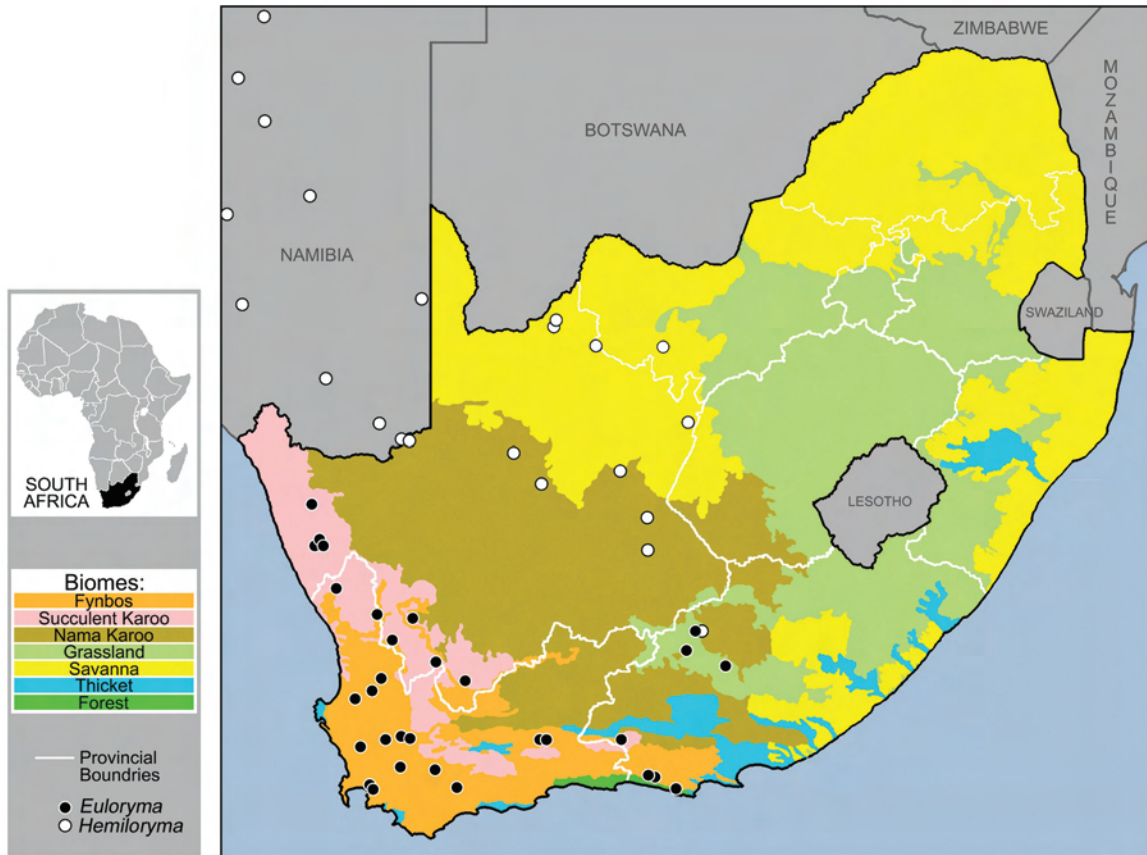 ZIMBABWE
MOZAMBIQUE
BOTSWANA
NAMIBIA
SWAZILAND
LESOTHO
SOUTH
AFRICA
Biomes:
Fynbos
Succulent Karoo
Nama Karoo
Grassland
Savanna
Thicket
Forest
Provincial
Boundries
Euloryma
Hemiloryma